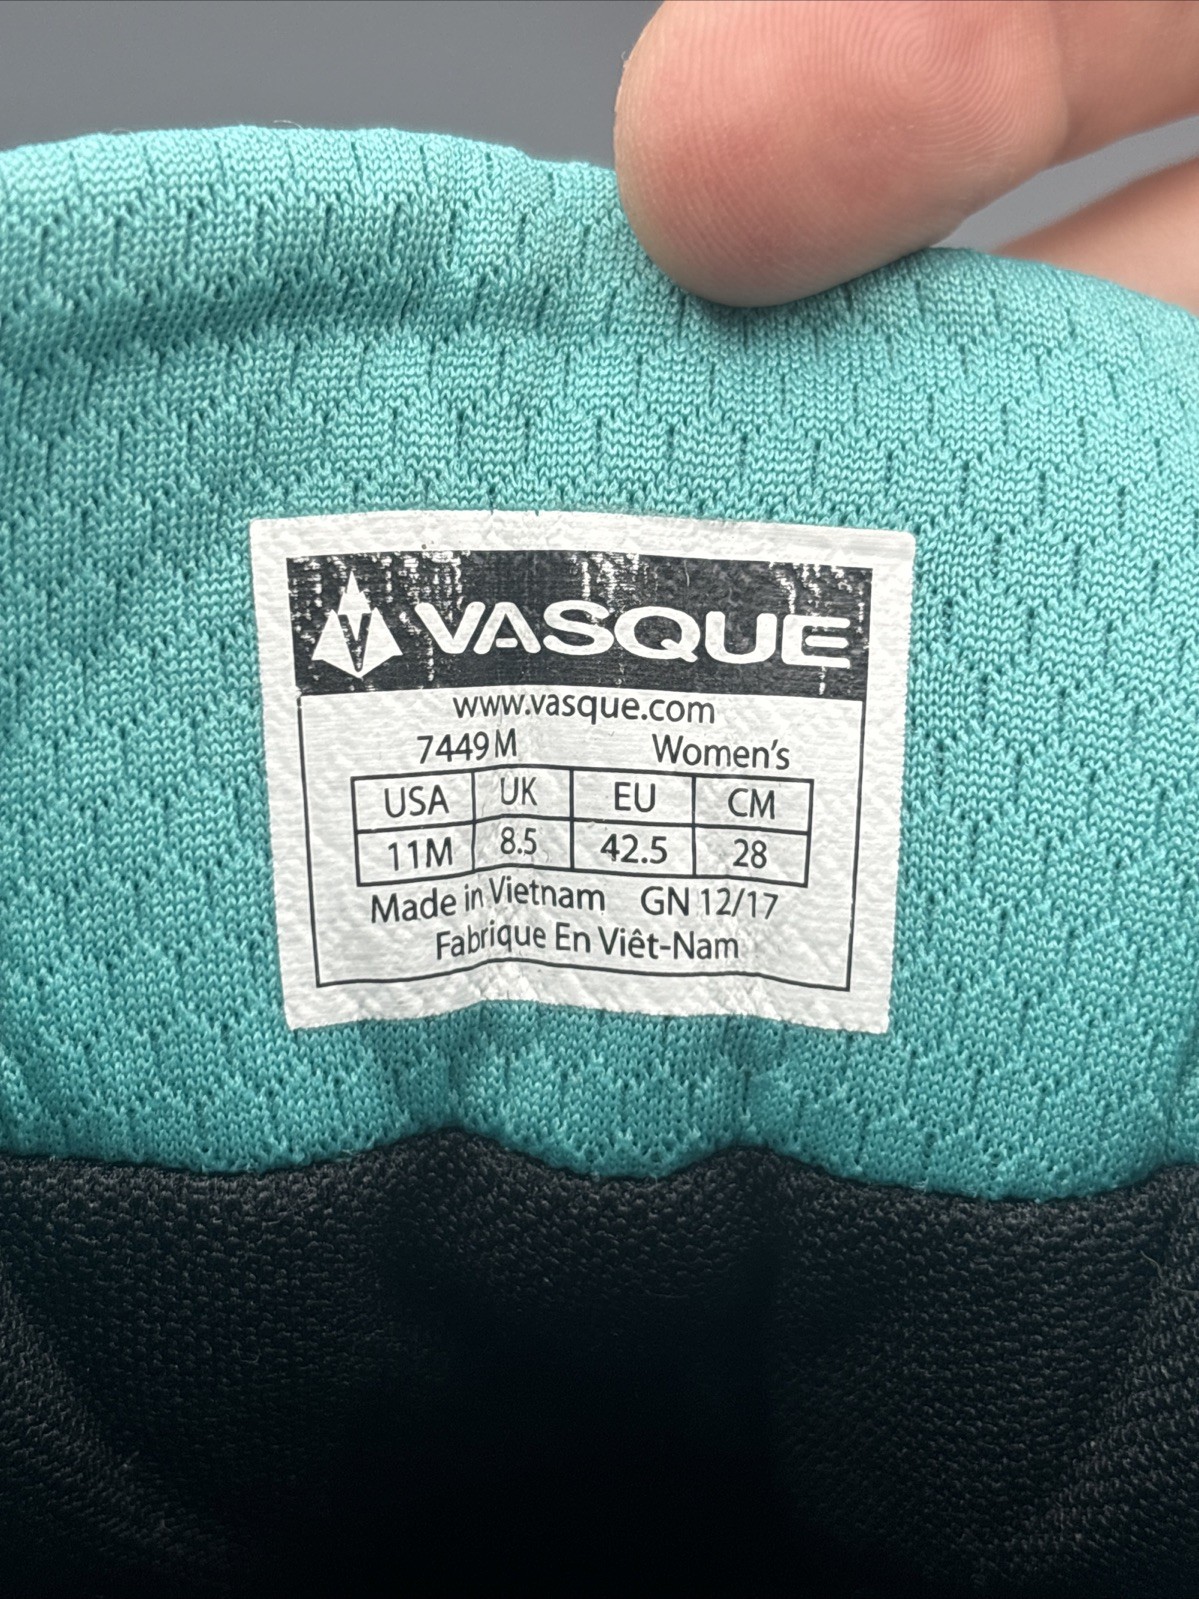 VASQUE
www.vasque.com
7449M Women's
USA UK EU CM
11M 8.5 42.5 28
Made in Vietnam GN 12/17
Fabrique En Viêt-Nam